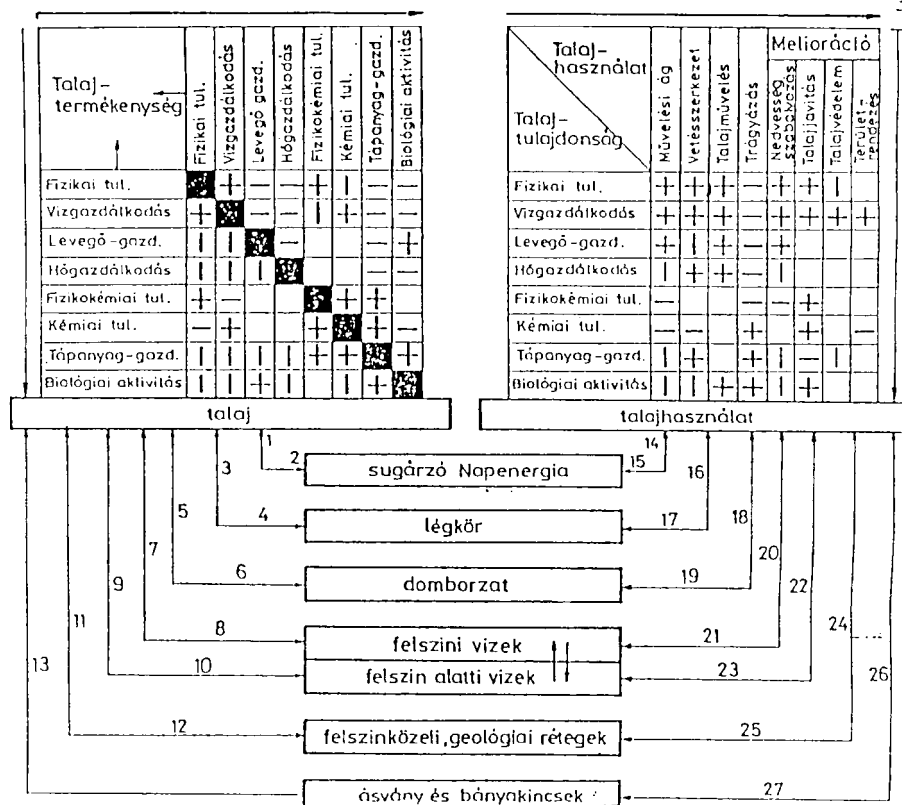 Talaj-
termékenység
Fizikai tul.
Vízgazdálkodás
Levegő gazd.
Hőgazdálkodás
Fizikokémiai tul.
Kémiai tul.
Tápanyag-gazd.
Biológiai aktivitás
Fizikai tul.
Vízgazdálkodás
Levegő-gazd.
Hőgazdálkodás
Fizikokémiai tul.
Kémiai tul.
Tápanyag-gazd.
Biológiai aktivitás
talaj
Talaj-
használat
Talaj-
tulajdonság
Melioráció
Művelési ág
Vetésszerkezet
Talajművelés
Trágyázás
Nedvesség
szabályozás
Talajjavítás
Talajvédelem
Terület-
rendezés
Fizikai tul.
Vízgazdálkodás
Levegő-gazd.
Hőgazdálkodás
Fizikokémiai tul.
Kémiai tul.
Tápanyag-gazd.
Biológiai aktivitás
talajhasználat
1
2
3
4
5
6
7
8
9
10
11
12
13
sugárzó Napenergia
légkör
domborzat
felszíni vizek
felszín alatti vizek
felszínközeli, geológiai rétegek
ásvány és bányakincsek
14
15
16
17
18
19
20
21
22
23
24
25
26
27